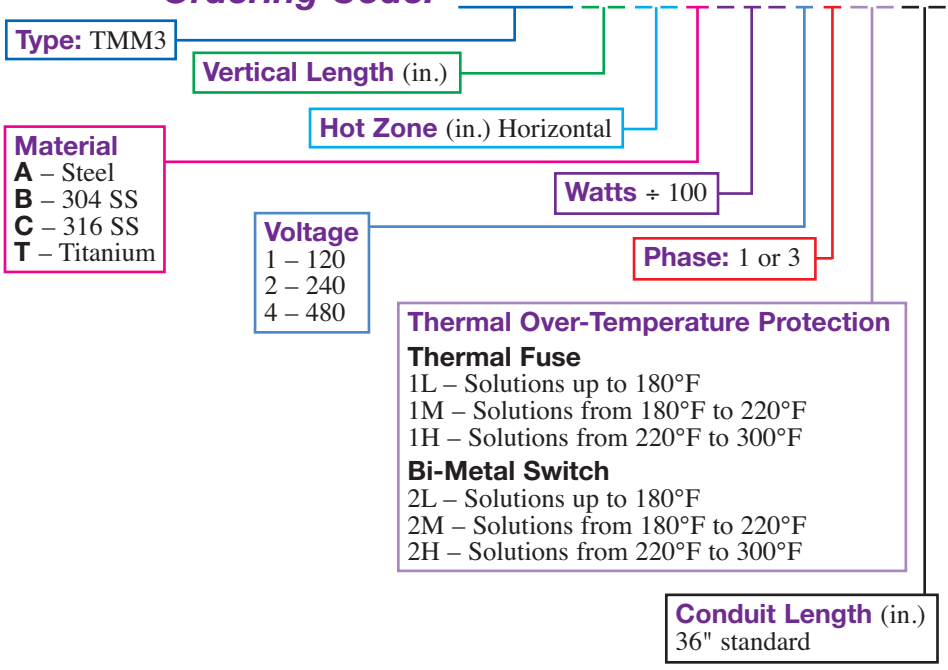 Ordering Code:
Type: TMM3
Vertical Length (in.)
Hot Zone (in.) Horizontal
Material
A – Steel
B – 304 SS
C – 316 SS
T – Titanium
Watts ÷ 100
Voltage
1 – 120
2 – 240
4 – 480
Phase: 1 or 3
Thermal Over-Temperature Protection
Thermal Fuse
1L – Solutions up to 180°F
1M – Solutions from 180°F to 220°F
1H – Solutions from 220°F to 300°F
Bi-Metal Switch
2L – Solutions up to 180°F
2M – Solutions from 180°F to 220°F
2H – Solutions from 220°F to 300°F
Conduit Length (in.)
36" standard